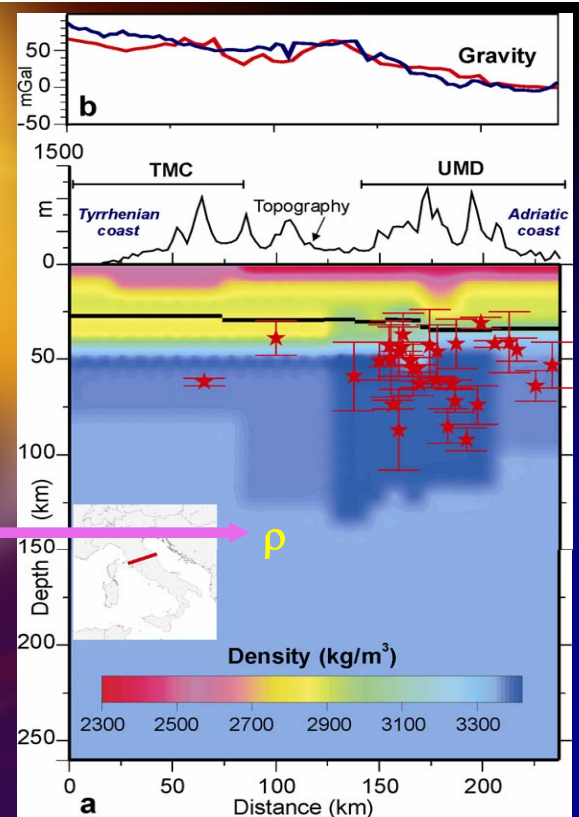 mGal
50
0
-50
Gravity
b
1500
TMC
UMD
m
0
Tyrrhenian
coast
Topography
Adriatic
coast
0
50
100
150
200
250
Depth (km)
ρ
Density (kg/m³)
2300 2500 2700 2900 3100 3300
0 50 100 150 200
a
Distance (km)